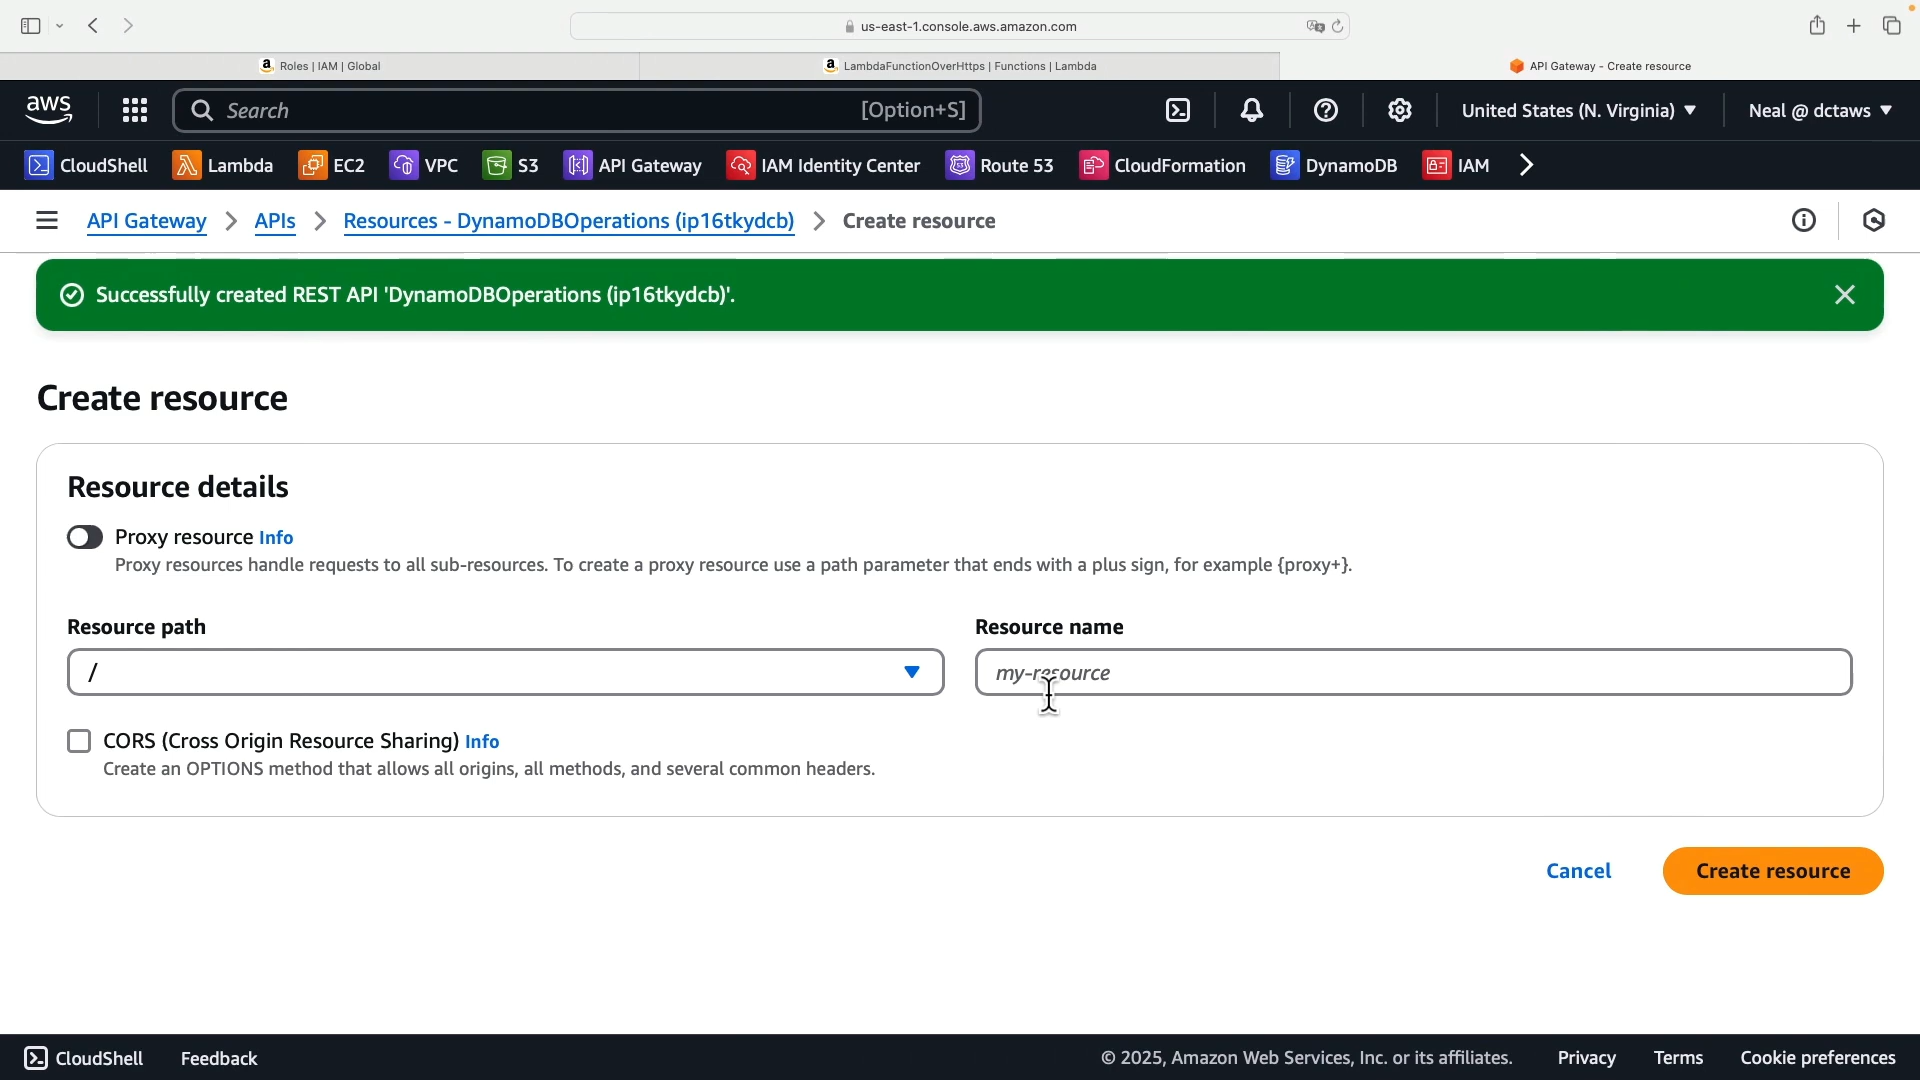 us-east-1.console.aws.amazon.com
Roles | IAM | Global
LambdaFunctionOverHttps | Functions | Lambda
API Gateway - Create resource
aws
Search
[Option+S]
United States (N. Virginia)
Neal @ dctaws
CloudShell
Lambda
EC2
VPC
S3
API Gateway
IAM Identity Center
Route 53
CloudFormation
DynamoDB
IAM
API Gateway
APIs
Resources - DynamoDBOperations (ip16tkydcb)
Create resource
Successfully created REST API 'DynamoDBOperations (ip16tkydcb)'.
Create resource
Resource details
Proxy resource Info
Proxy resources handle requests to all sub-resources. To create a proxy resource use a path parameter that ends with a plus sign, for example {proxy+}.
Resource path
Resource name
/
my-resource
CORS (Cross Origin Resource Sharing) Info
Create an OPTIONS method that allows all origins, all methods, and several common headers.
Cancel
Create resource
CloudShell
Feedback
© 2025, Amazon Web Services, Inc. or its affiliates.
Privacy
Terms
Cookie preferences